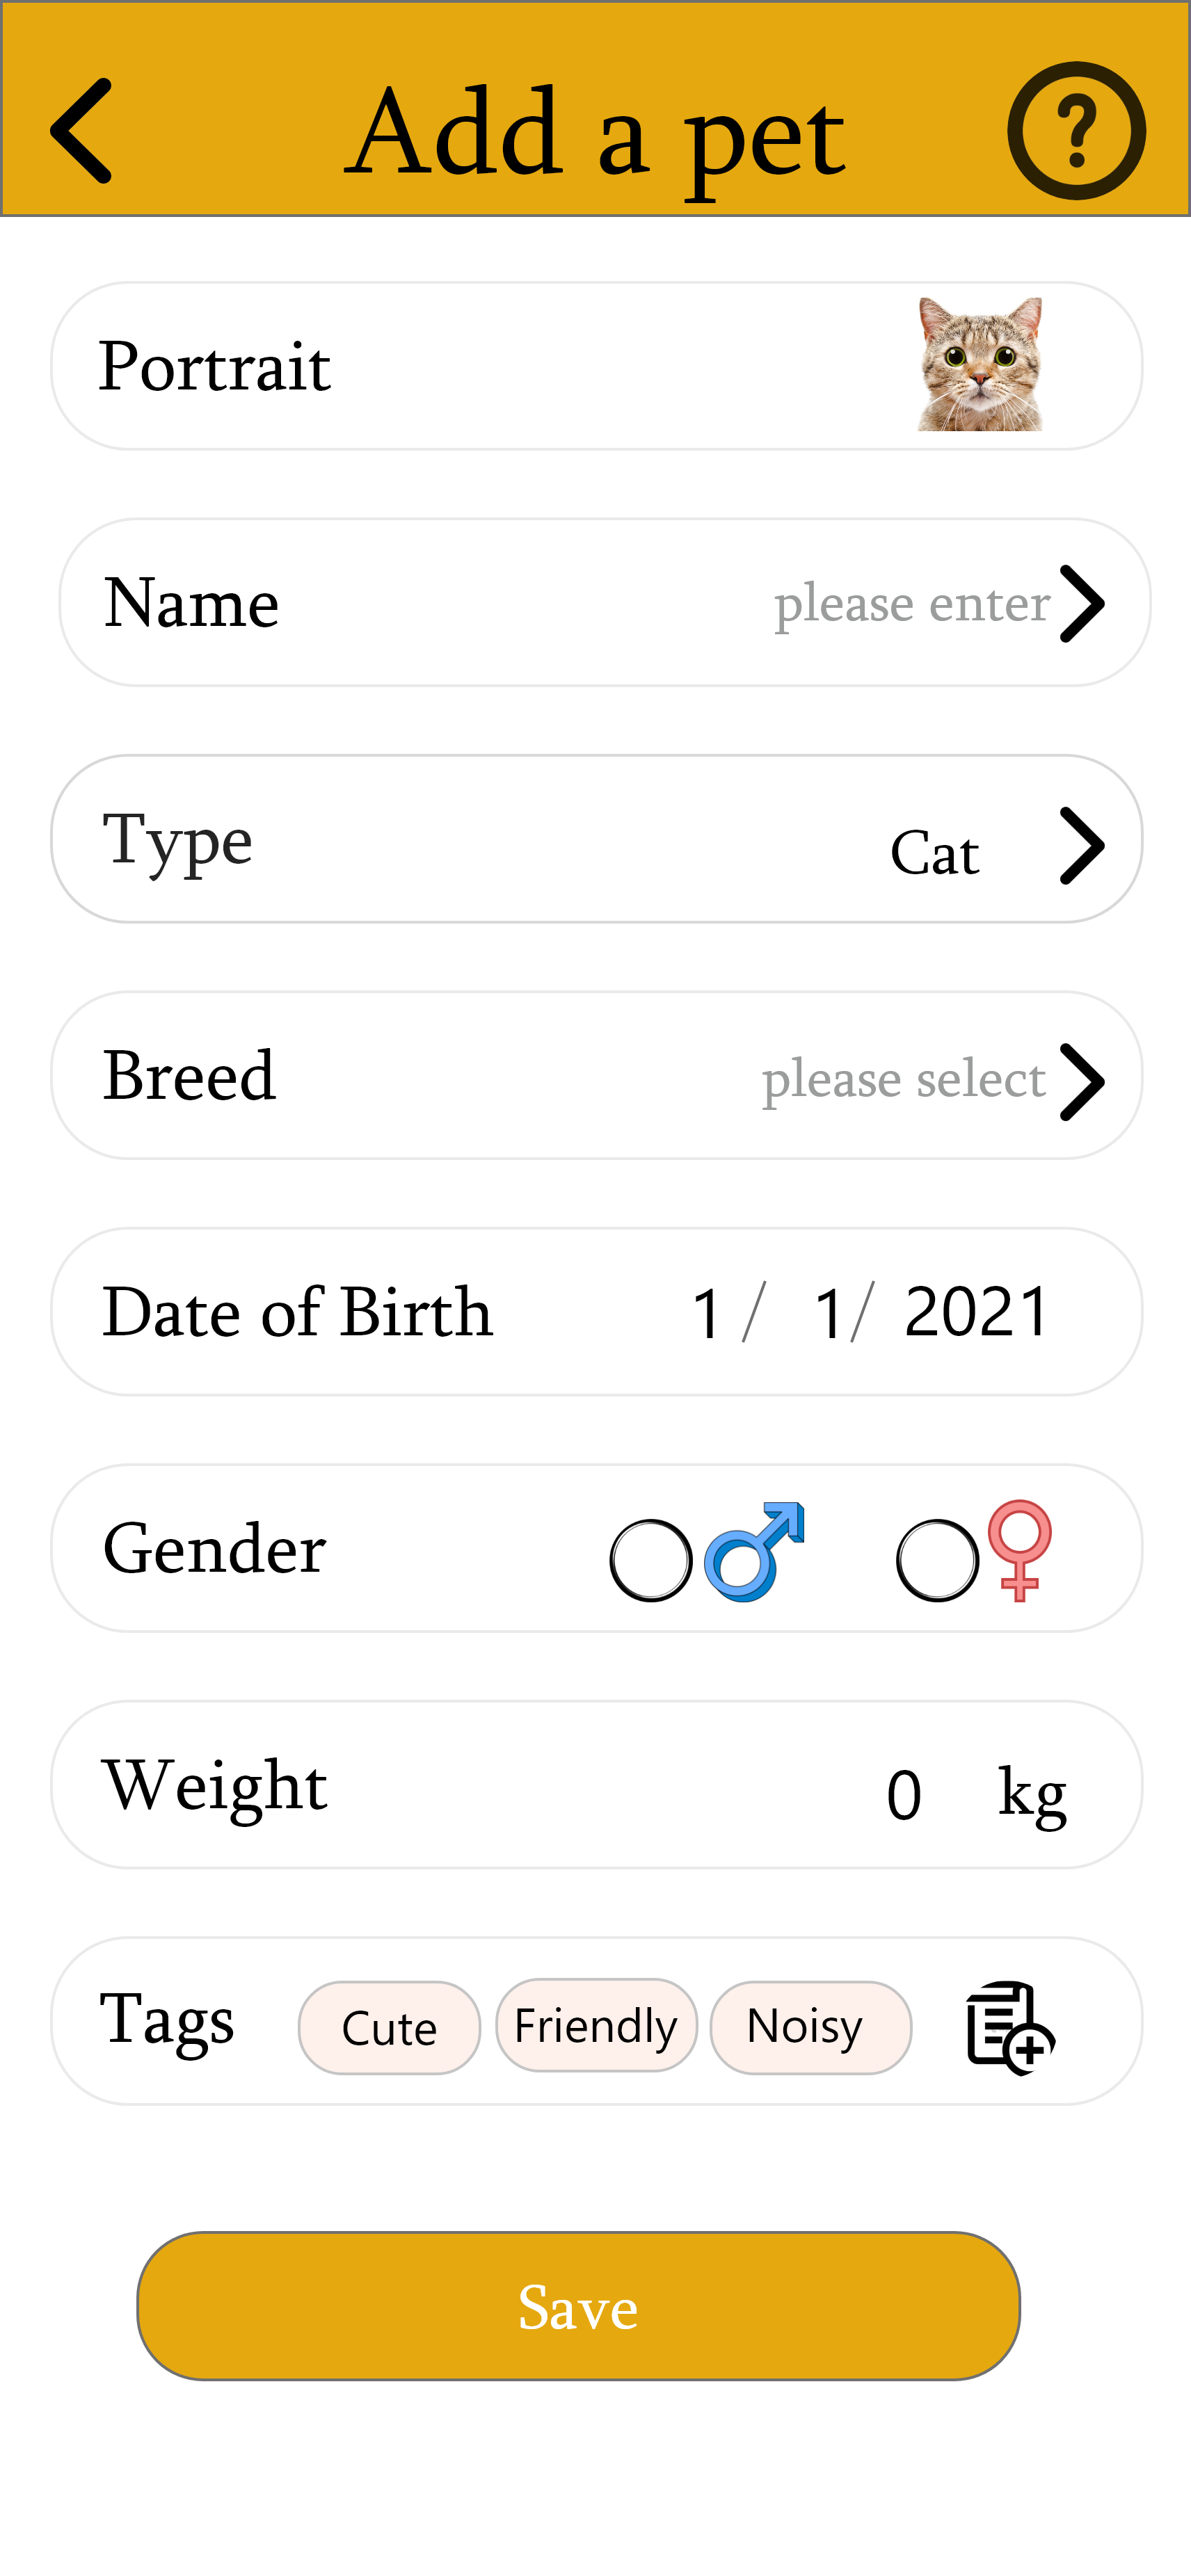 Add a pet ?
Portrait
Name please enter
Type Cat
Breed please select
Date of Birth 1 / 1 / 2021
Gender
Weight 0 kg
Tags Cute Friendly Noisy
Save